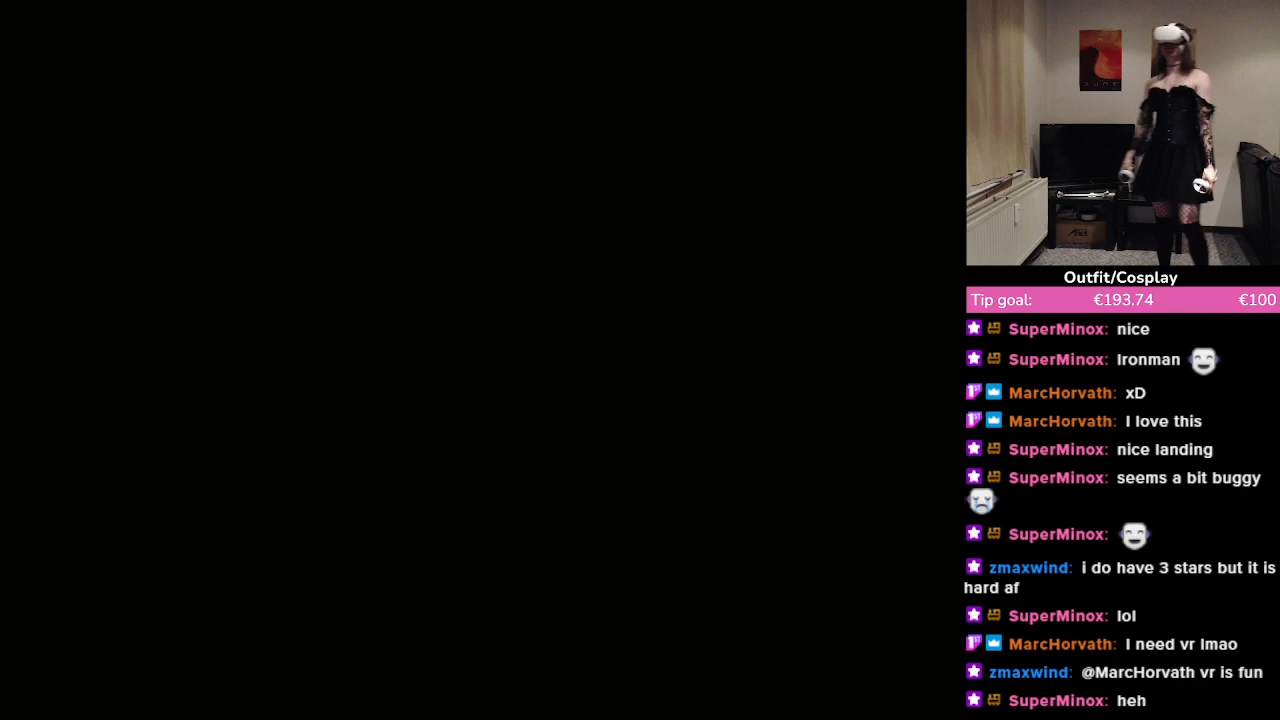 DUNE
Outfit/Cosplay
Tip goal: €193.74 €100
SuperMinox: nice
SuperMinox: Ironman
MarcHorvath: xD
MarcHorvath: I love this
SuperMinox: nice landing
SuperMinox: seems a bit buggy
SuperMinox:
zmaxwind: i do have 3 stars but it is
hard af
SuperMinox: lol
MarcHorvath: I need vr lmao
zmaxwind: @MarcHorvath vr is fun
SuperMinox: heh